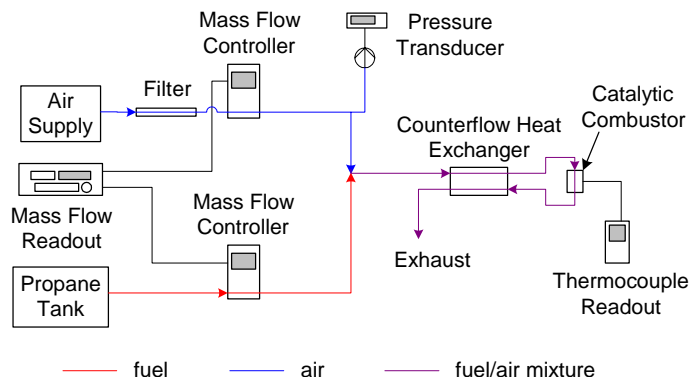 Mass Flow
Controller
Pressure
Transducer
Filter
Air
Supply
Catalytic
Combustor
Counterflow Heat
Exchanger
Mass Flow
Readout
Mass Flow
Controller
Exhaust
Propane
Tank
Thermocouple
Readout
fuel
air
fuel/air mixture